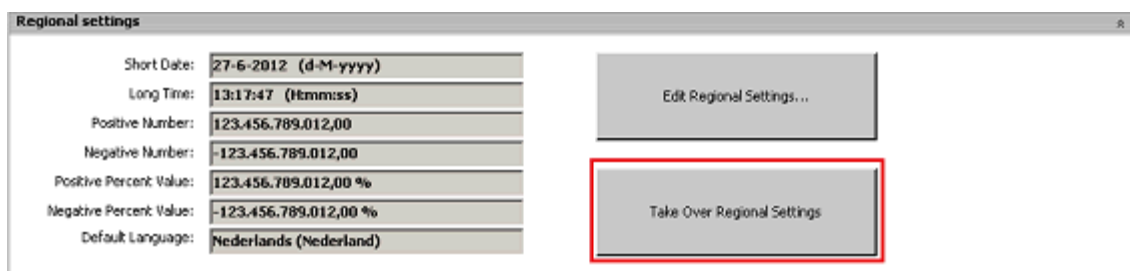 Regional settings
Short Date: 27-6-2012 (d-M-yyyy)
Long Time: 13:17:47 (H:mm:ss)
Positive Number: 123.456.789.012,00
Negative Number: -123.456.789.012,00
Positive Percent Value: 123.456.789.012,00 %
Negative Percent Value: -123.456.789.012,00 %
Default Language: Nederlands (Nederland)
Edit Regional Settings...
Take Over Regional Settings